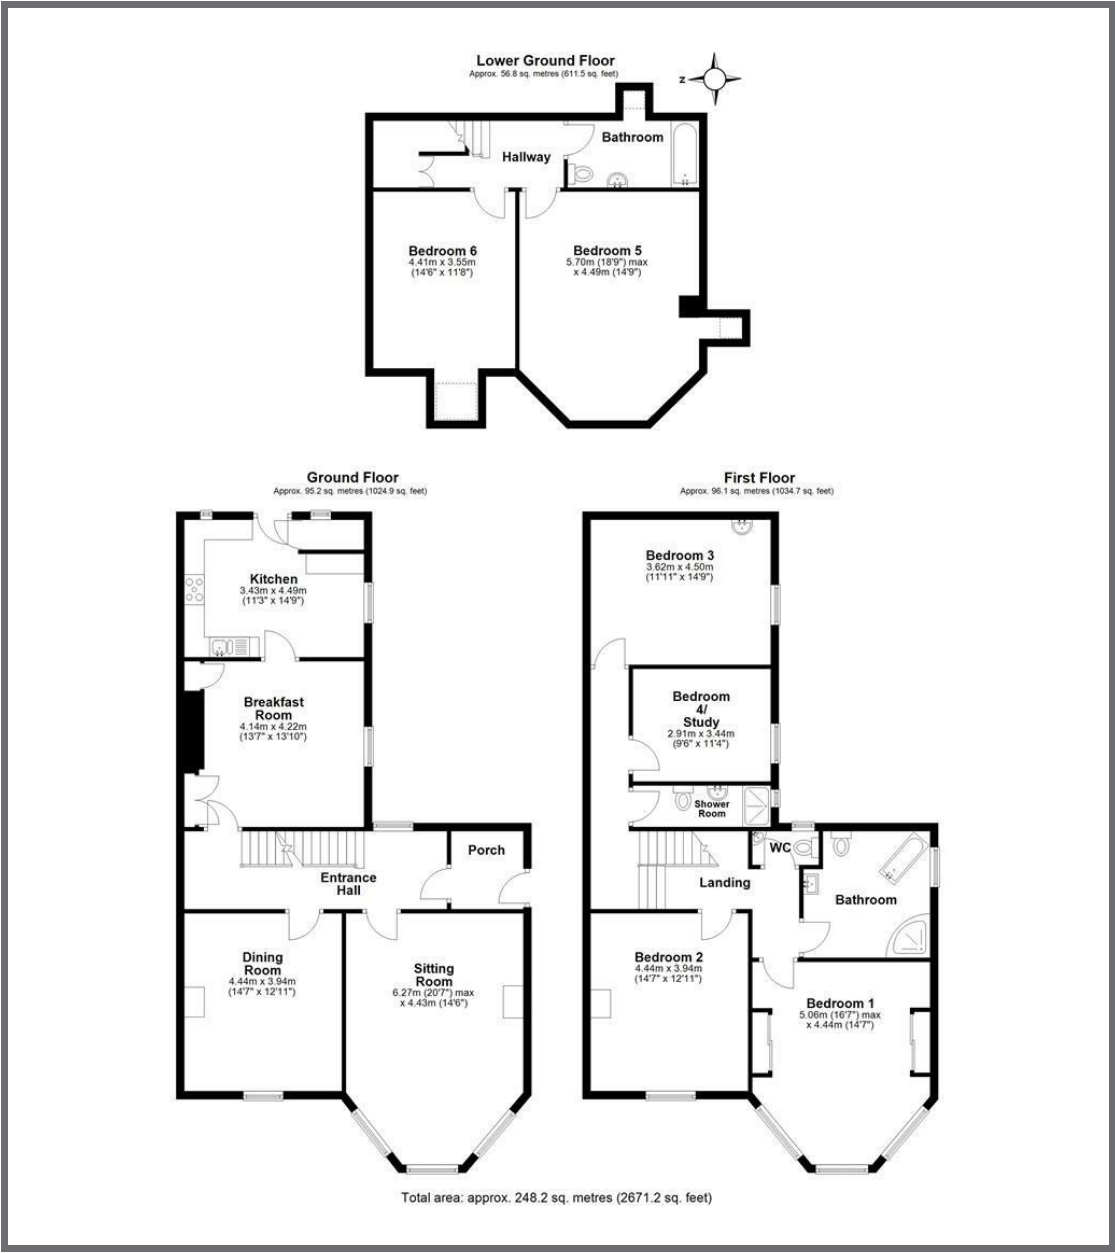 Lower Ground Floor
Approx. 56.8 sq. metres (611.5 sq. feet)
Z
Bathroom
Hallway
Bedroom 6
4.41m x 3.55m
(14'6" x 11'8")
Bedroom 5
5.70m (18'9") max
x 4.49m (14'9")
Ground Floor
Approx. 95.2 sq. metres (1024.9 sq. feet)
Kitchen
3.43m x 4.49m
(11'3" x 14'9")
Breakfast
Room
4.14m x 4.22m
(13'7" x 13'10")
Porch
Entrance
Hall
Dining
Room
4.44m x 3.94m
(14'7" x 12'11")
Sitting
Room
6.27m (20'7") max
x 4.43m (14'6")
First Floor
Approx. 96.1 sq. metres (1034.7 sq. feet)
Bedroom 3
3.62m x 4.50m
(11'11" x 14'9")
Bedroom
4/
Study
2.91m x 3.44m
(9'6" x 11'4")
Shower
Room
WC
Landing
Bathroom
Bedroom 2
4.44m x 3.94m
(14'7" x 12'11")
Bedroom 1
5.06m (16'7") max
x 4.44m (14'7")
Total area: approx. 248.2 sq. metres (2671.2 sq. feet)